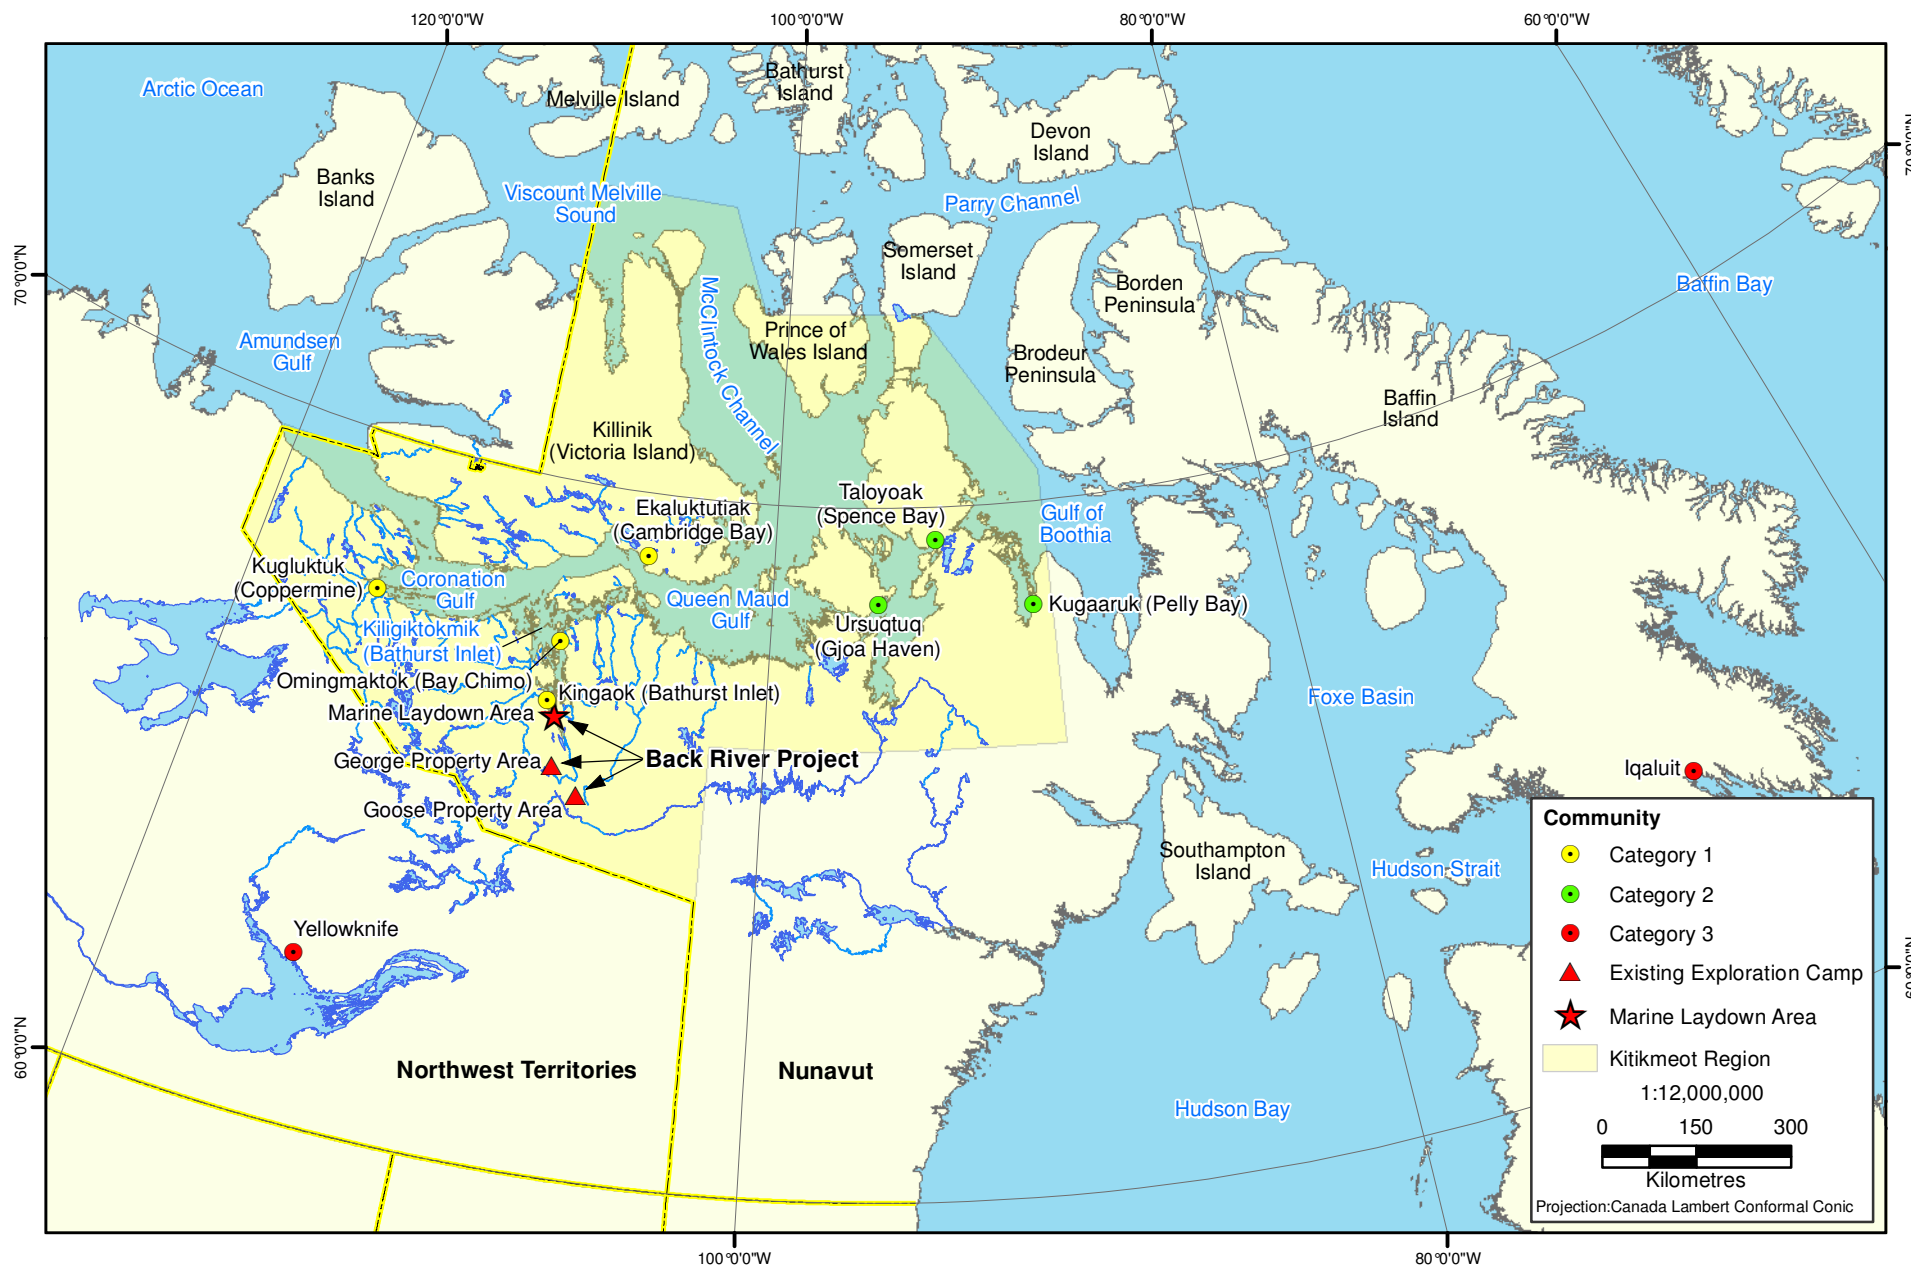 120°0'0"W
100°0'0"W
80°0'0"W
60°0'0"W
Arctic Ocean
Melville Island
Bathurst
Island
Devon
Island
Banks
Island
Viscount Melville
Sound
Parry Channel
70°0'0"N
70°0'0"N
Somerset
Island
Borden
Peninsula
Baffin Bay
McClintock Channel
Amundsen
Gulf
Prince of
Wales Island
Brodeur
Peninsula
Baffin
Island
Killinik
(Victoria Island)
Taloyoak
(Spence Bay)
Ekaluktutiak
(Cambridge Bay)
Gulf of
Boothia
Kugluktuk
(Coppermine)
Coronation
Gulf
Queen Maud
Gulf
Kugaaruk (Pelly Bay)
Ursuqtuq
(Gjoa Haven)
Kiligiktokmik
(Bathurst Inlet)
Omingmaktok (Bay Chimo)
Kingaok (Bathurst Inlet)
Marine Laydown Area
Foxe Basin
George Property Area
Back River Project
Goose Property Area
Iqaluit
Southampton
Island
Hudson Strait
Yellowknife
60°0'0"N
60°0'0"N
Northwest Territories
Nunavut
Hudson Bay
Community
Category 1
Category 2
Category 3
Existing Exploration Camp
Marine Laydown Area
Kitikmeot Region
1:12,000,000
0 150 300
Kilometres
Projection:Canada Lambert Conformal Conic
100°0'0"W
80°0'0"W